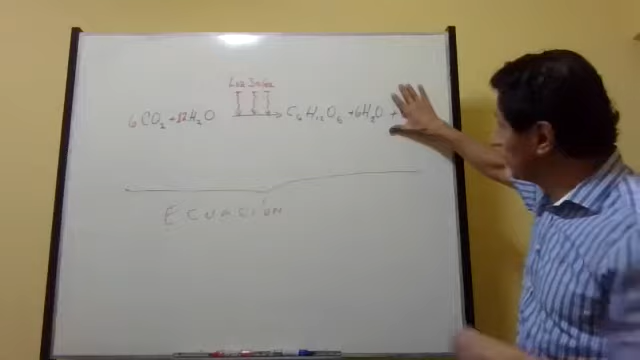 Luz Solar
6CO2 + 12H2O → C6H12O6 + 6H2O +
ECUACIÓN